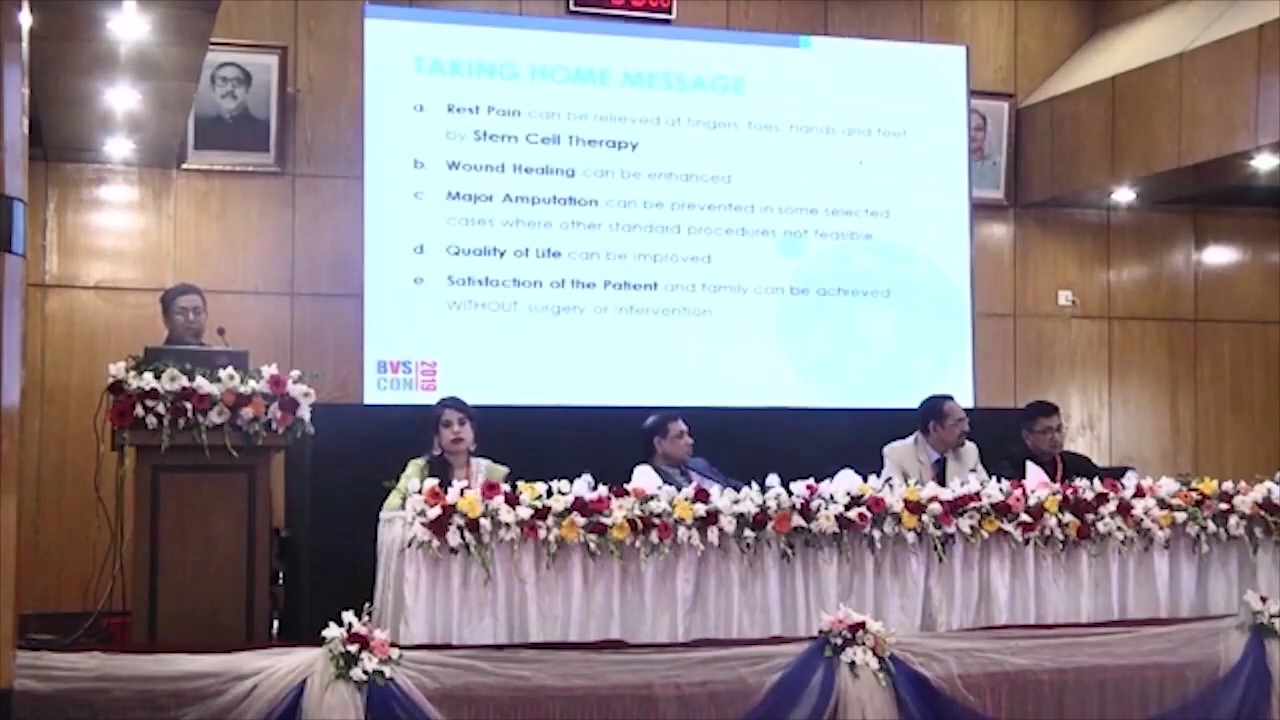 TAKING HOME MESSAGE
a. Rest Pain can be relieved at fingers, toes, hands and feet
by Stem Cell Therapy
b. Wound Healing can be enhanced
c. Major Amputation can be prevented in some selected
cases where other standard procedures not feasible
d. Quality of Life can be improved
e. Satisfaction of the Patient and family can be achieved
WITHOUT surgery or intervention
BVS
CON
2019